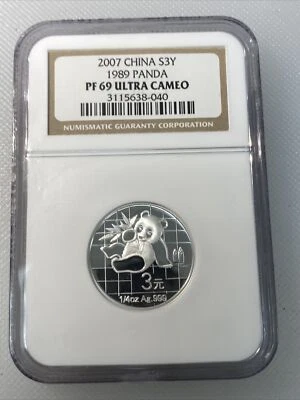 2007 CHINA S3Y
1989 PANDA
PF 69 ULTRA CAMEO
3115638-040
NUMISMATIC GUARANTY CORPORATION
3元
1/4oz Ag.999